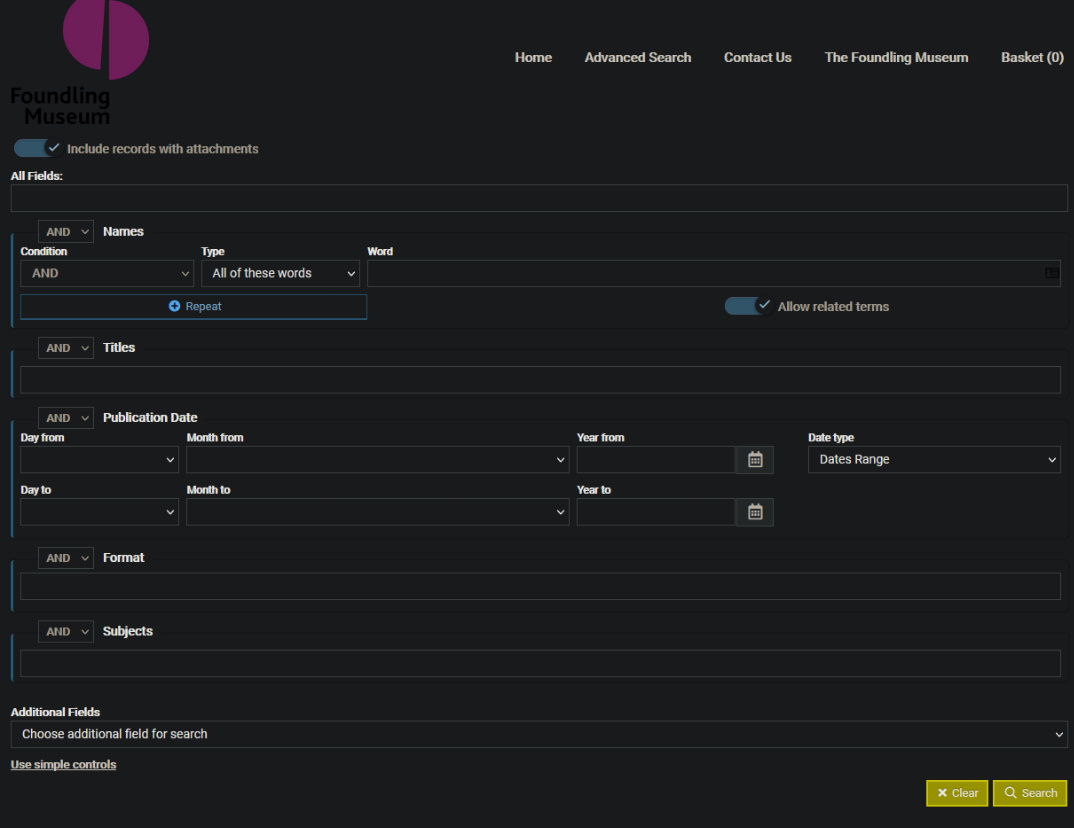 Foundling
Museum
Home Advanced Search Contact Us The Foundling Museum Basket (0)
Include records with attachments
All Fields:
AND Names
Condition Type Word
AND All of these words
Repeat Allow related terms
AND Titles
AND Publication Date
Day from Month from Year from Date type
Dates Range
Day to Month to Year to
AND Format
AND Subjects
Additional Fields
Choose additional field for search
Use simple controls
Clear Search